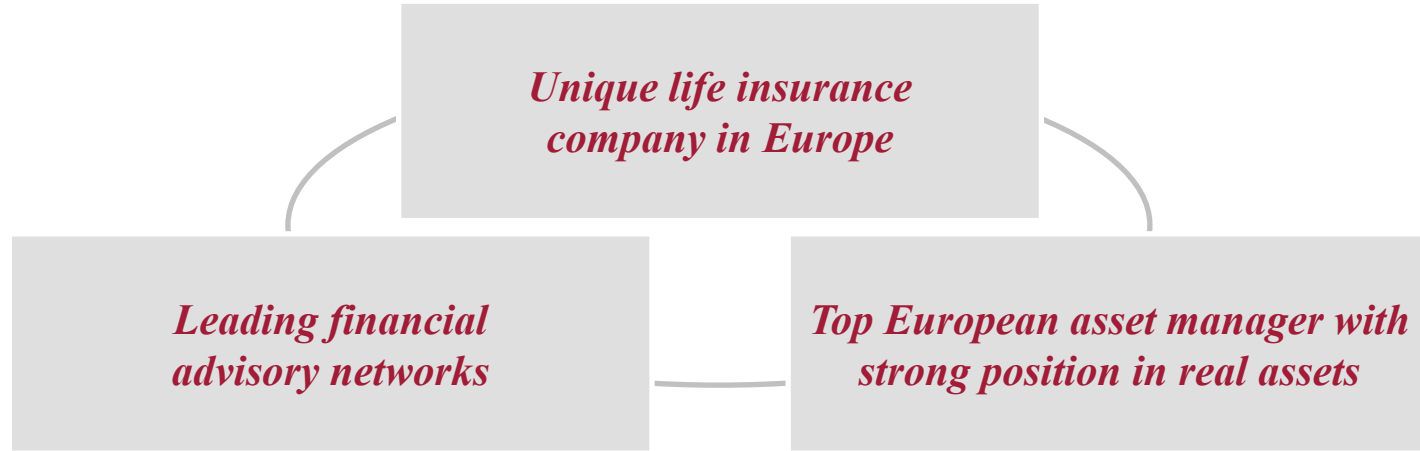 Unique life insurance
company in Europe
Leading financial
advisory networks
Top European asset manager with
strong position in real assets